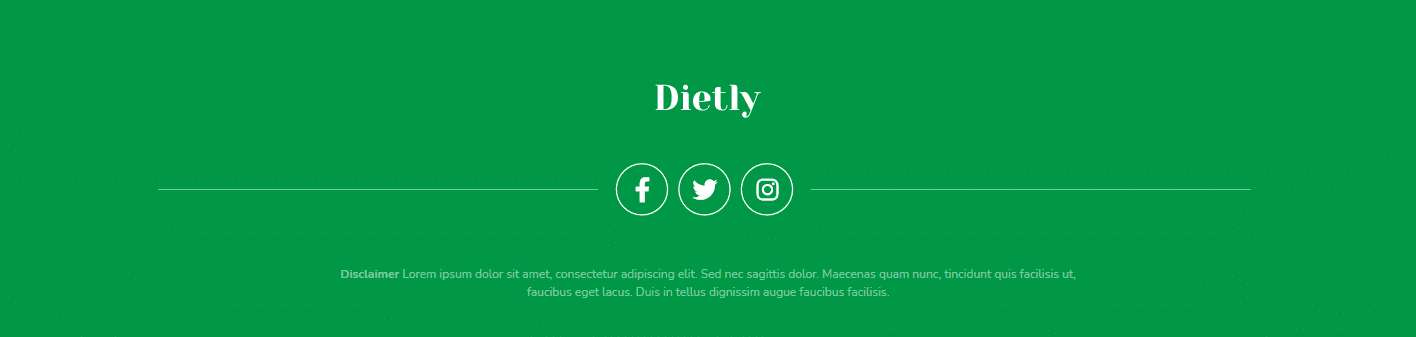 Dietly
Disclaimer Lorem ipsum dolor sit amet, consectetur adipiscing elit. Sed nec sagittis dolor. Maecenas quam nunc, tincidunt quis facilisis ut,
faucibus eget lacus. Duis in tellus dignissim augue faucibus facilisis.